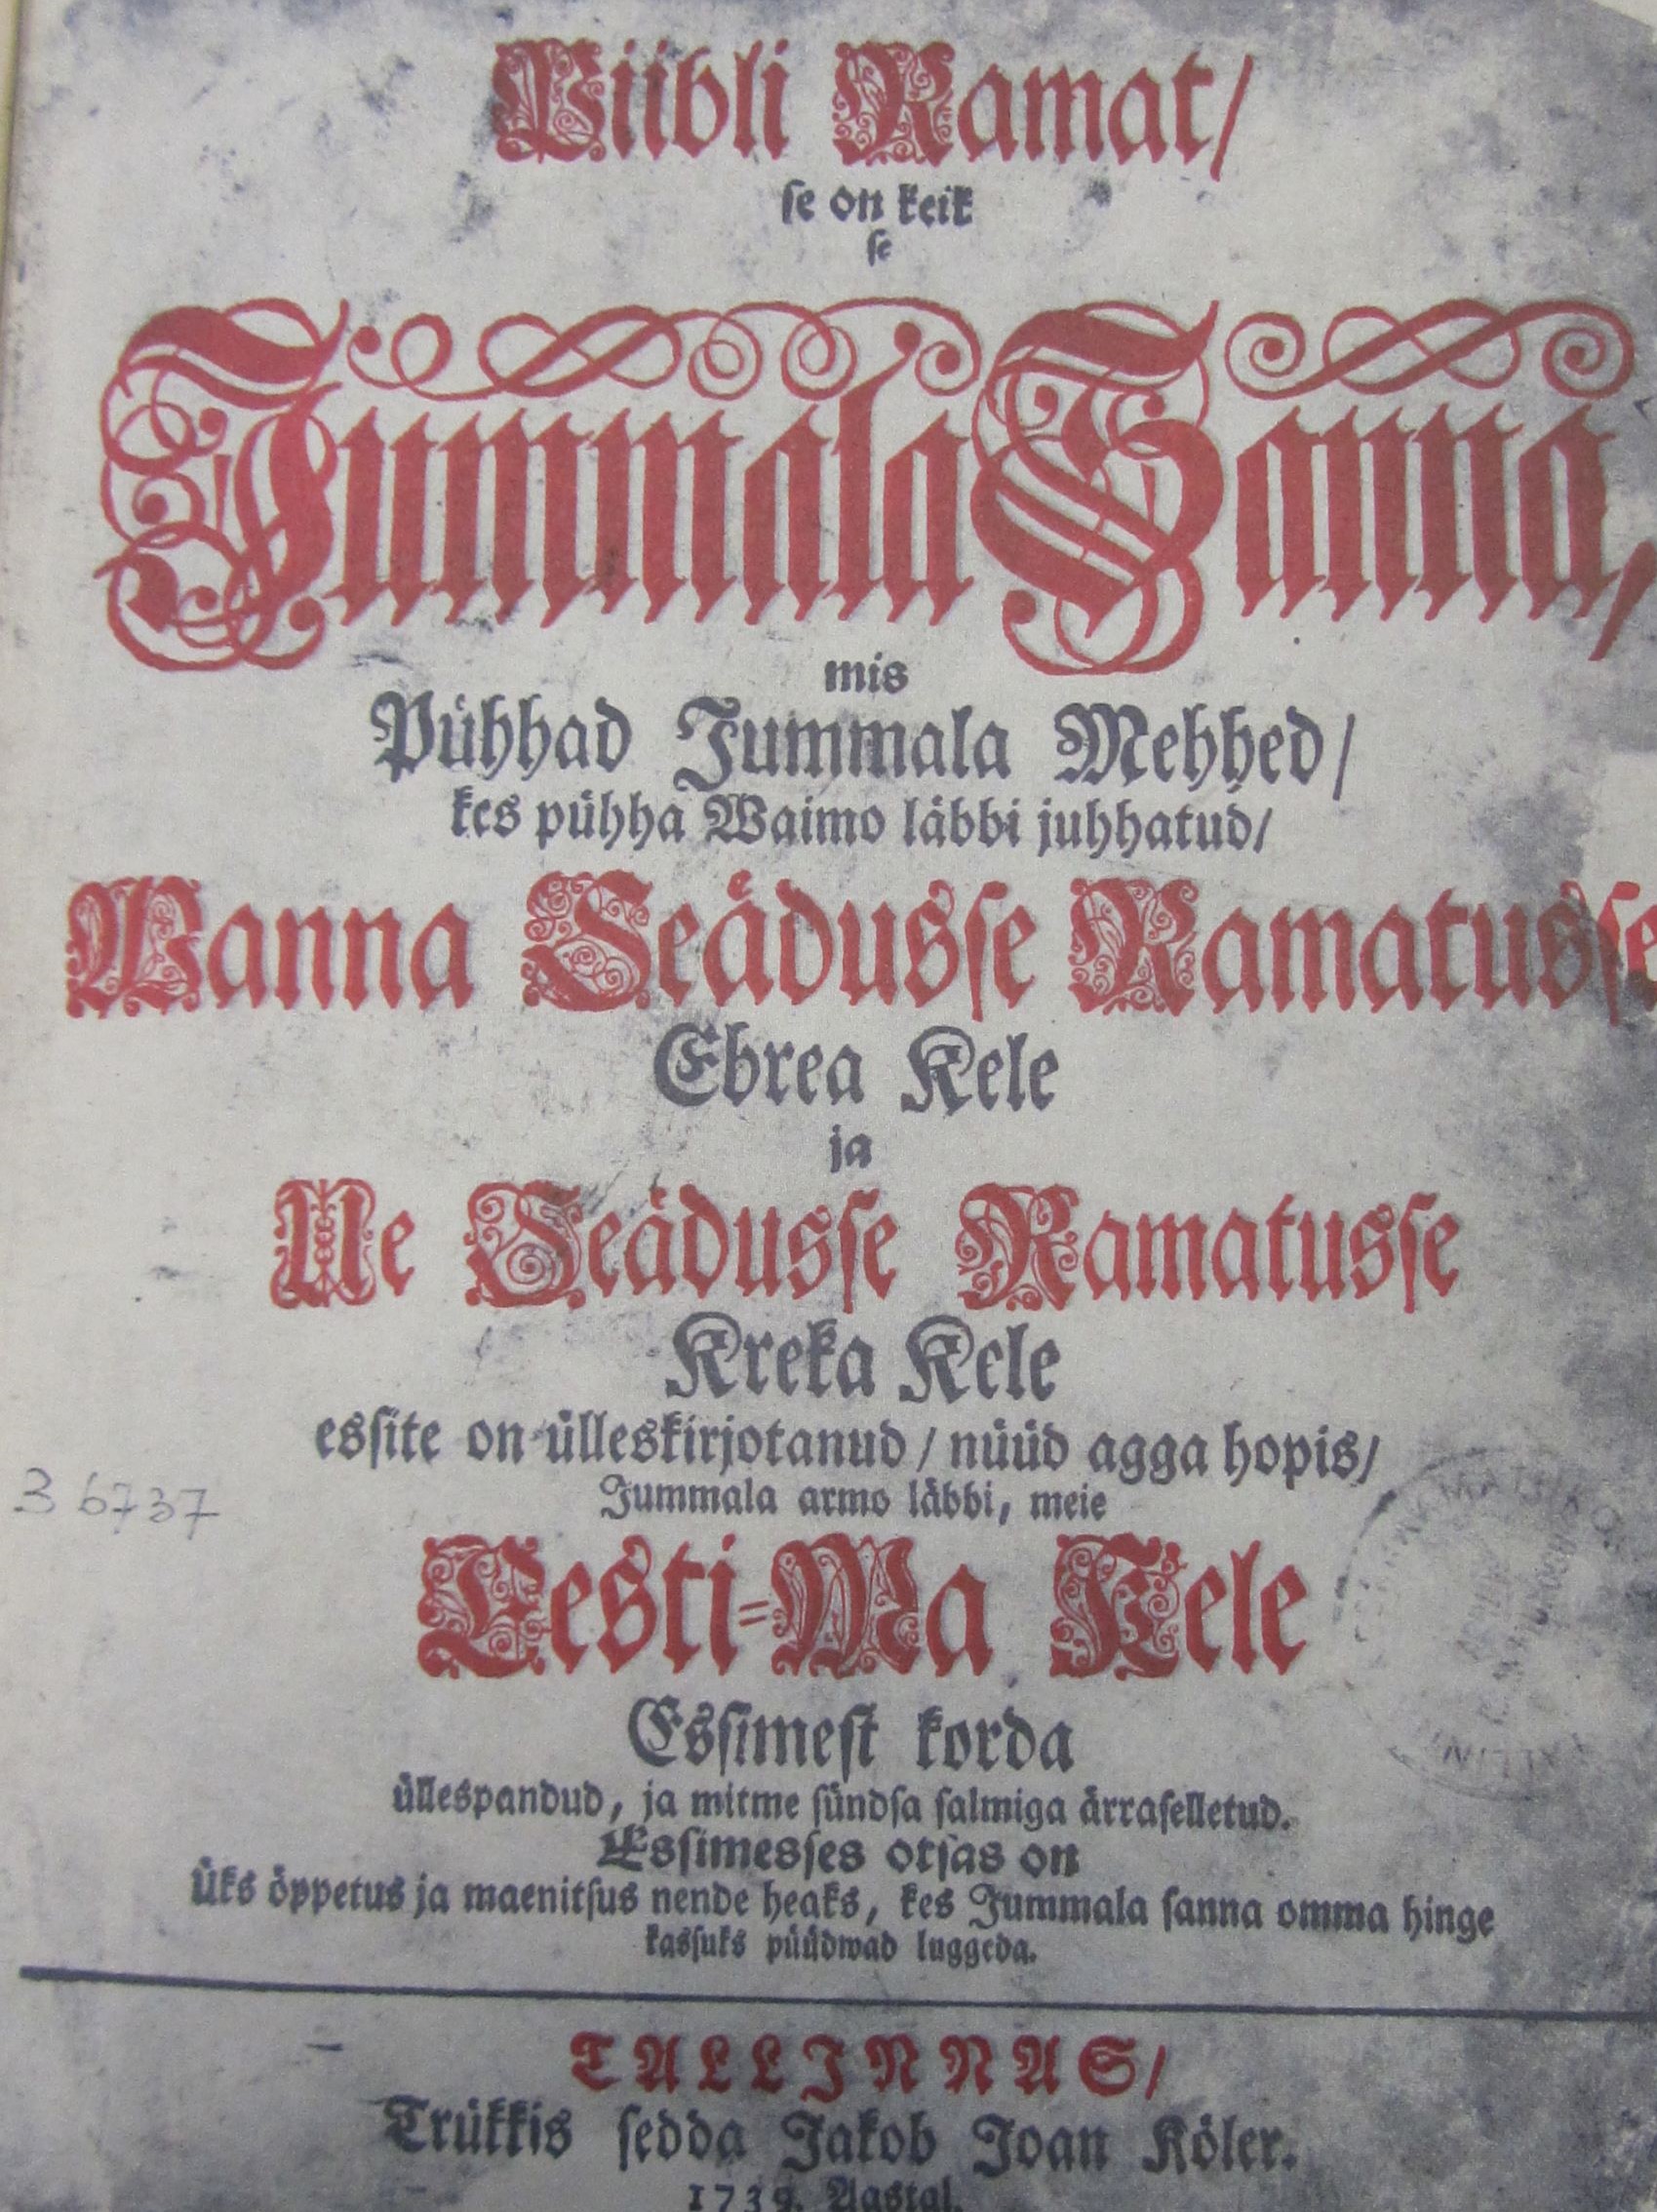 Piibli Ramat/
se on keik
se
Jummala Sanna,
mis
Pühhad Jummala Mehhed/
kes pühha Waimo läbbi juhhatud/
Wanna Seädusse Ramatusse
Ebrea Kele
ja
Ue Seädusse Ramatusse
Kreka Kele
essite on ülleskirjotanud/ nüüd agga hopis/
Jummala armo läbbi, meie
Eesti-Ma Kele
Essimest korda
üllespandud, ja mitme sündsa salmiga ärraselletud.
Essimesses otsas on
üks öppetus ja maenitsus nende heaks, kes Jummala sanna omma hinge
kassuks püüdwad luggeda.
TALLINNAS/
Trükkis sedda Jakob Joan Köler.
1739. Aastal.
36737